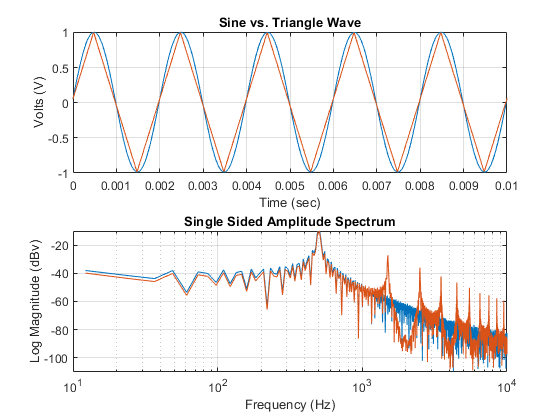 Sine vs. Triangle Wave
1
0.5
0
-0.5
-1
Volts (V)
0 0.001 0.002 0.003 0.004 0.005 0.006 0.007 0.008 0.009 0.01
Time (sec)
Single Sided Amplitude Spectrum
-20
-40
-60
-80
-100
Log Magnitude (dBv)
10^1 10^2 10^3 10^4
Frequency (Hz)